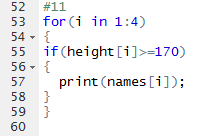 52 #11
53 for(i in 1:4)
54 {
55 if(height[i]>=170)
56 {
57 print(names[i]);
58 }
59 }
60